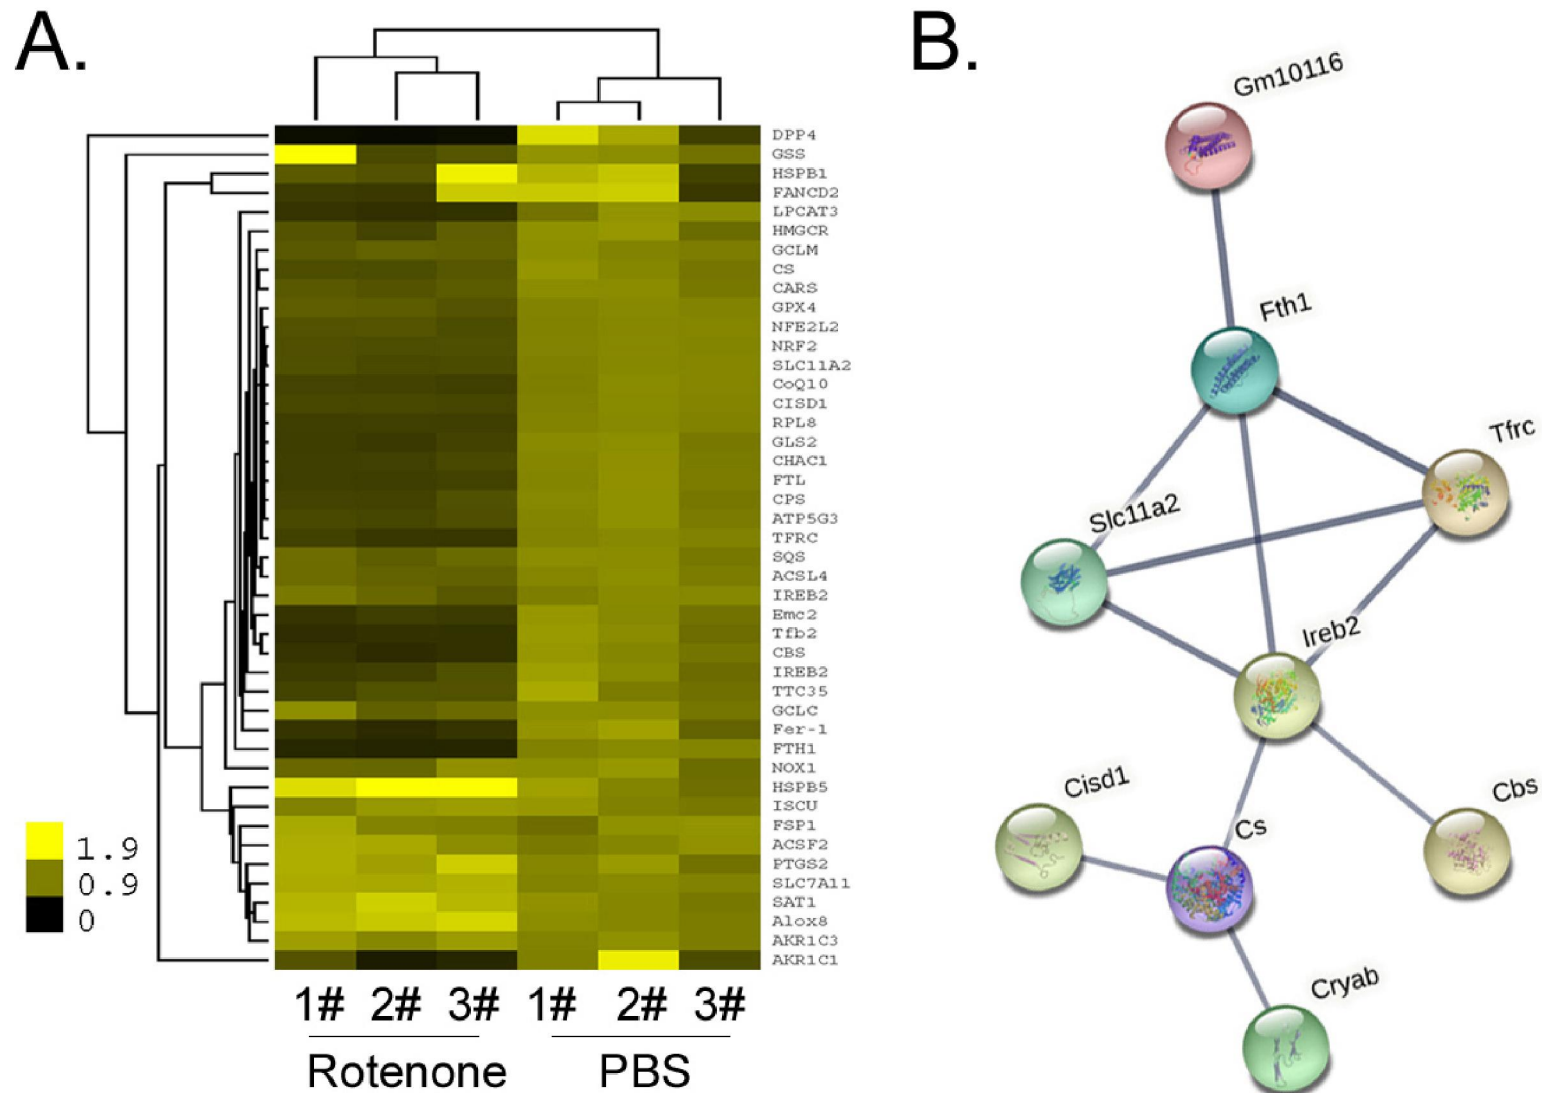 A.
DPP4
GSS
HSPB1
FANCD2
LPCAT3
HMGCR
GCLM
CS
CARS
GPX4
NFE2L2
NRF2
SLC11A2
CoQ10
CISD1
RPL8
GLS2
CHAC1
FTL
CPS
ATP5G3
TFRC
SQS
ACSL4
IREB2
Emc2
Tfb2
CBS
IREB2
TTC35
GCLC
Fer-1
FTH1
NOX1
HSPB5
ISCU
FSP1
ACSF2
PTGS2
SLC7A11
SAT1
Alox8
AKR1C3
AKR1C1
1.9
0.9
0
1# 2# 3# 1# 2# 3#
Rotenone PBS
B.
Gm10116
Fth1
Tfrc
Slc11a2
Ireb2
Cisd1
Cbs
Cs
Cryab